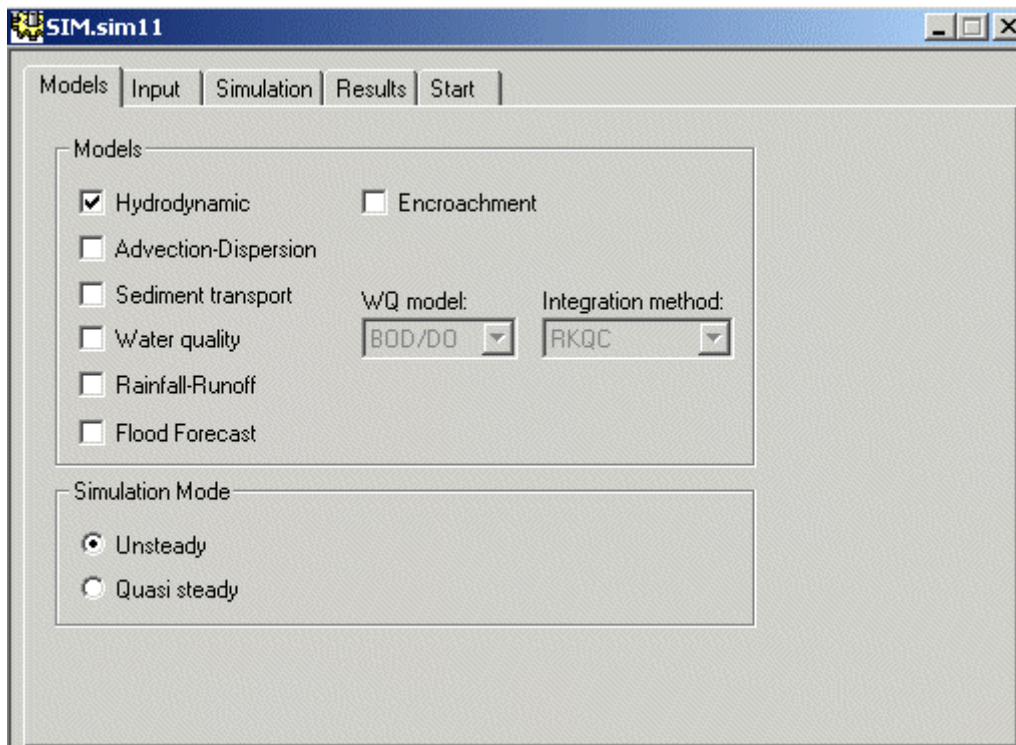 SIM.sim11
Models Input Simulation Results Start
Models
Hydrodynamic Encroachment
Advection-Dispersion
Sediment transport WQ model: Integration method:
Water quality BOD/DO RKQC
Rainfall-Runoff
Flood Forecast
Simulation Mode
Unsteady
Quasi steady